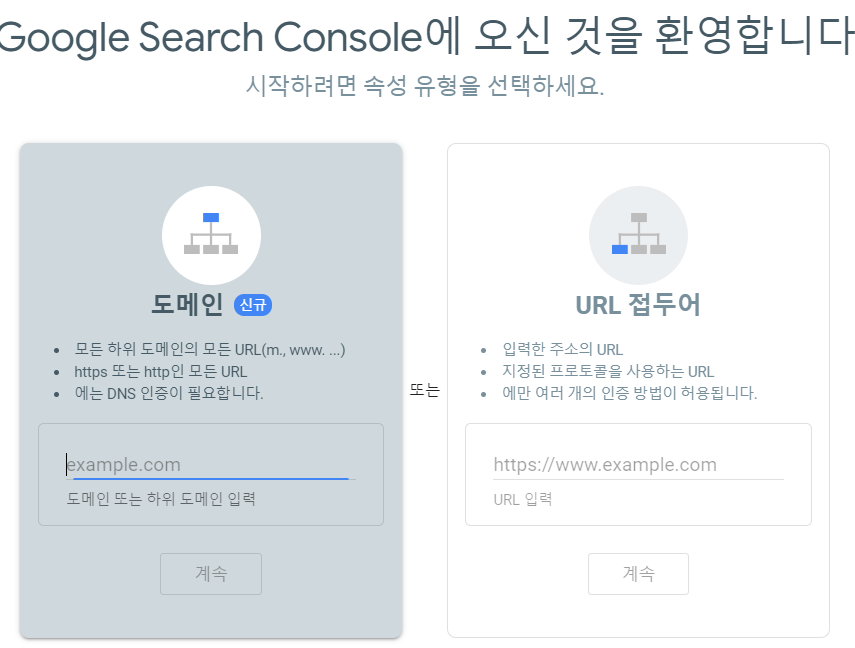 Google Search Console에 오신 것을 환영합니다
시작하려면 속성 유형을 선택하세요.
도메인 신규
모든 하위 도메인의 모든 URL(m., www. ...)
https 또는 http인 모든 URL
에는 DNS 인증이 필요합니다.
example.com
도메인 또는 하위 도메인 입력
계속
또는
URL 접두어
입력한 주소의 URL
지정된 프로토콜을 사용하는 URL
에만 여러 개의 인증 방법이 허용됩니다.
https://www.example.com
URL 입력
계속